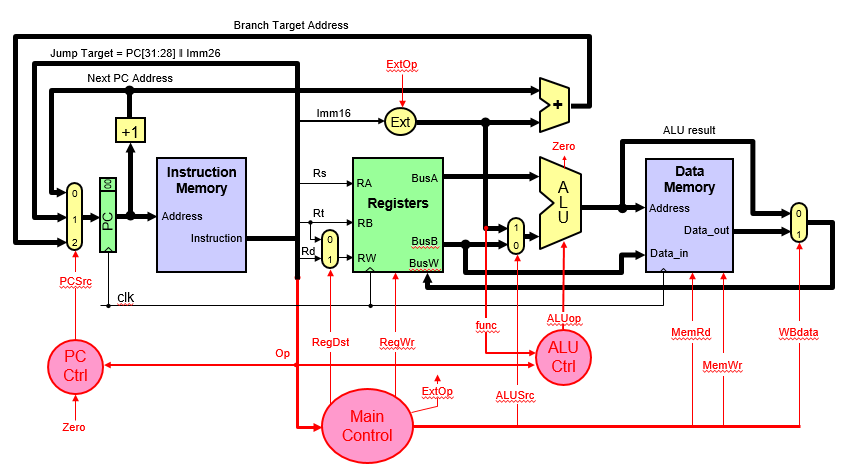 Branch Target Address
Jump Target = PC[31:28] ‖ Imm26
Next PC Address
ExtOp
+1
Imm16
Ext
+
ALU result
Zero
Instruction
Memory
Address
Instruction
Rs
Rt
Rd
RA
RB
RW
Registers
BusA
BusB
BusW
0
1
2
PC
00
0
1
1
0
A
L
U
Data
Memory
Address
Data_out
Data_in
0
1
PCSrc
clk
func
ALUop
RegDst
RegWr
MemRd
WBdata
PC
Ctrl
Op
ALU
Ctrl
MemWr
ExtOp
ALUSrc
Zero
Main
Control